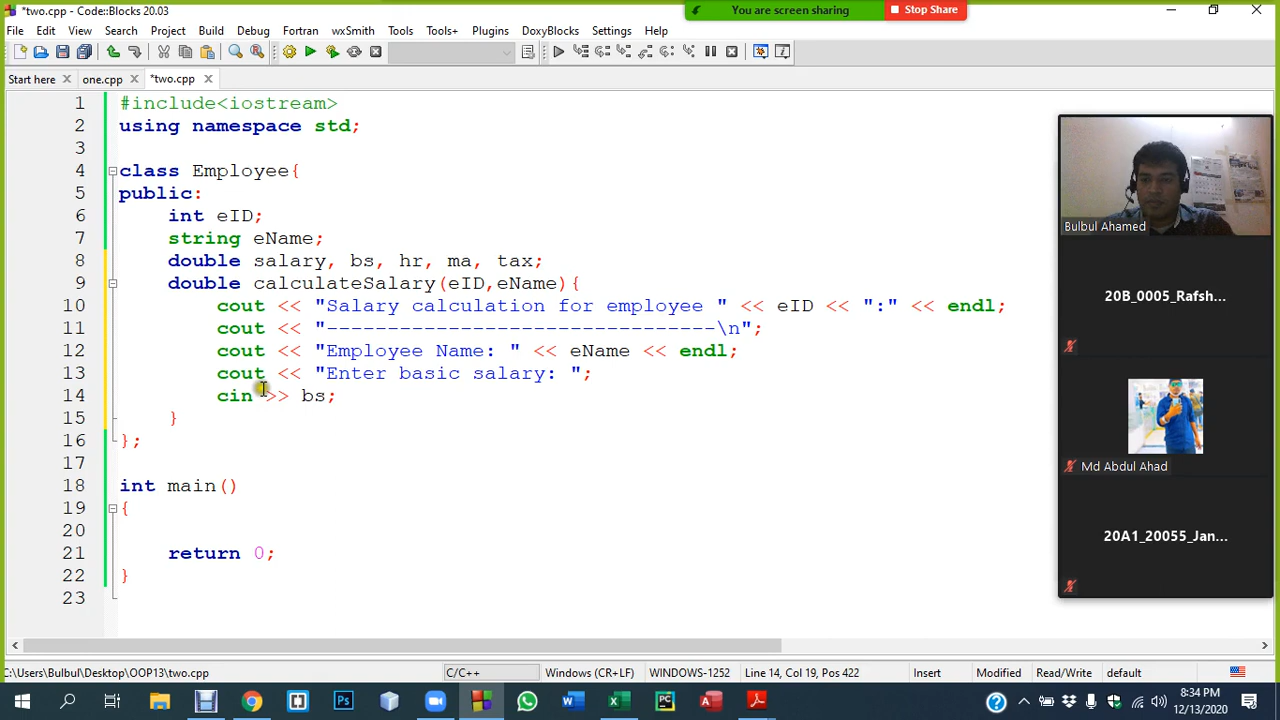 *two.cpp - Code::Blocks 20.03
You are screen sharing
Stop Share
File Edit View Search Project Build Debug Fortran wxSmith Tools Tools+ Plugins DoxyBlocks Settings Help
Start here one.cpp *two.cpp
1 #include<iostream>
2 using namespace std;
3
4 class Employee{
5 public:
6 int eID;
7 string eName;
8 double salary, bs, hr, ma, tax;
9 double calculateSalary(eID,eName){
10 cout << "Salary calculation for employee " << eID << ":" << endl;
11 cout << "--------------------------------\n";
12 cout << "Employee Name: " << eName << endl;
13 cout << "Enter basic salary: ";
14 cin >> bs;
15 }
16 };
17
18 int main()
19 {
20
21 return 0;
22 }
23
Bulbul Ahamed
20B_0005_Rafsh...
Md Abdul Ahad
20A1_20055_Jan...
C:\Users\Bulbul\Desktop\OOP13\two.cpp C/C++ Windows (CR+LF) WINDOWS-1252 Line 14, Col 19, Pos 422 Insert Modified Read/Write default
8:34 PM
12/13/2020